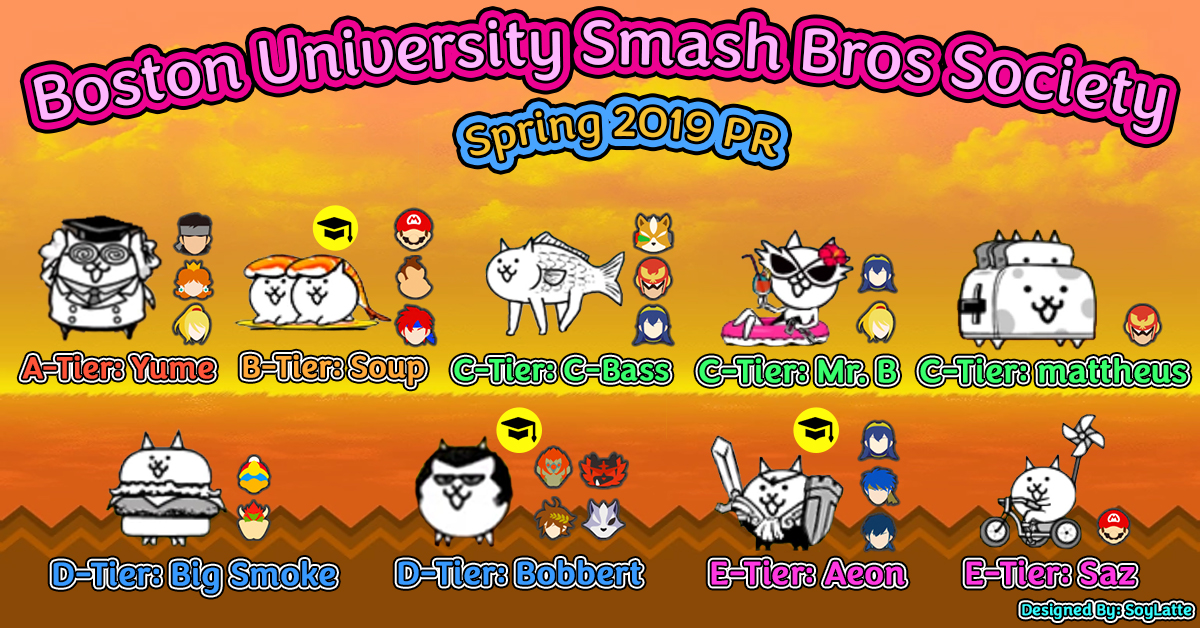 Boston University Smash Bros Society
Spring 2019 PR
A-Tier: Yume
B-Tier: Soup
C-Tier: C-Bass
C-Tier: Mr. B
C-Tier: mattheus
D-Tier: Big Smoke
D-Tier: Bobbert
E-Tier: Aeon
E-Tier: Saz
Designed By: SoyLatte